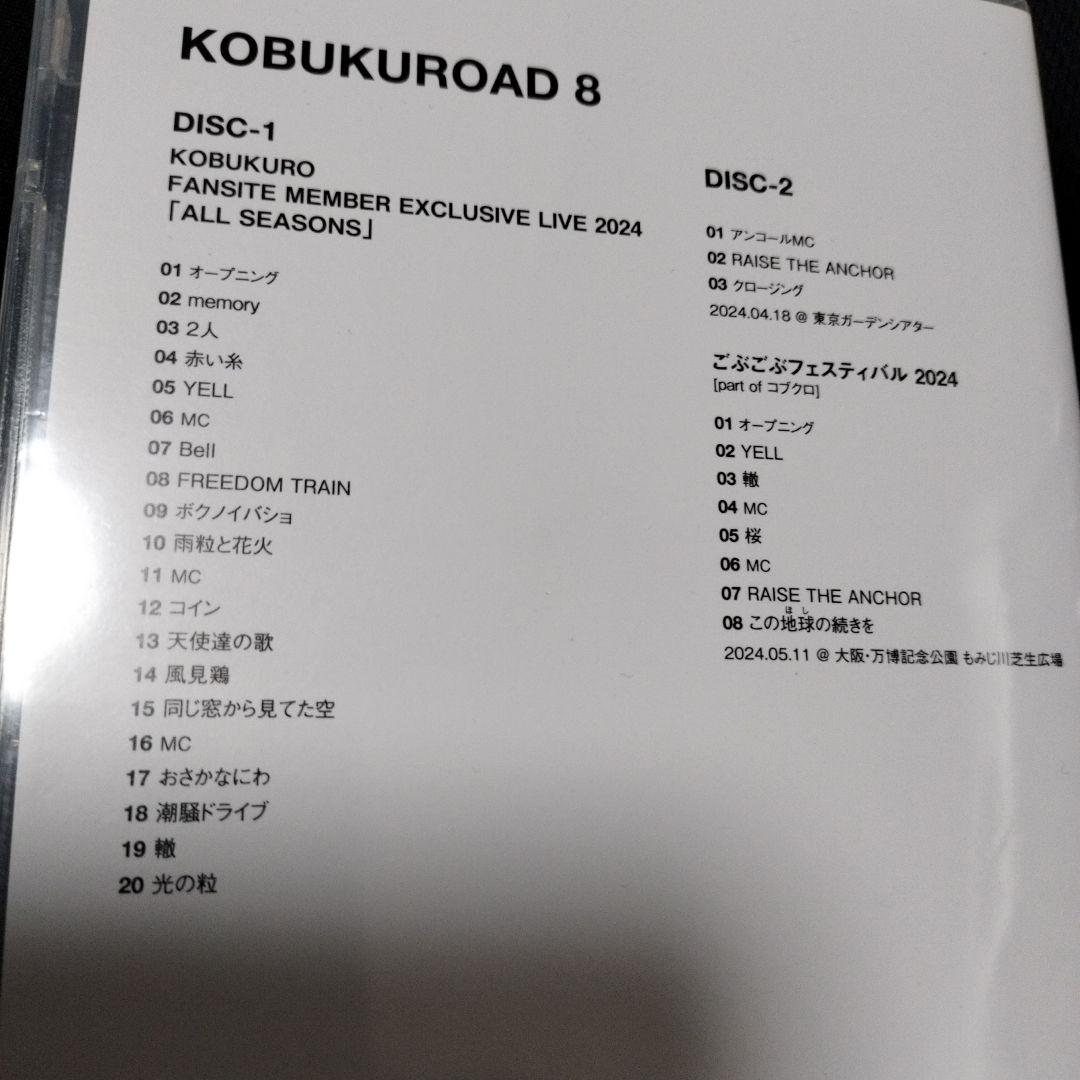 KOBUKUROAD 8
DISC-1
KOBUKURO
FANSITE MEMBER EXCLUSIVE LIVE 2024
「ALL SEASONS」
01 オープニング
02 memory
03 2人
04 赤い糸
05 YELL
06 MC
07 Bell
08 FREEDOM TRAIN
09 ボクノイバショ
10 雨粒と花火
11 MC
12 コイン
13 天使達の歌
14 風見鶏
15 同じ窓から見てた空
16 MC
17 おさかなにわ
18 潮騒ドライブ
19 轍
20 光の粒
DISC-2
01 アンコールMC
02 RAISE THE ANCHOR
03 クロージング
2024.04.18 @ 東京ガーデンシアター
ごぶごぶフェスティバル 2024
[part of コブクロ]
01 オープニング
02 YELL
03 轍
04 MC
05 桜
06 MC
07 RAISE THE ANCHOR
ほし
08 この地球の続きを
2024.05.11 @ 大阪・万博記念公園 もみじ川芝生広場